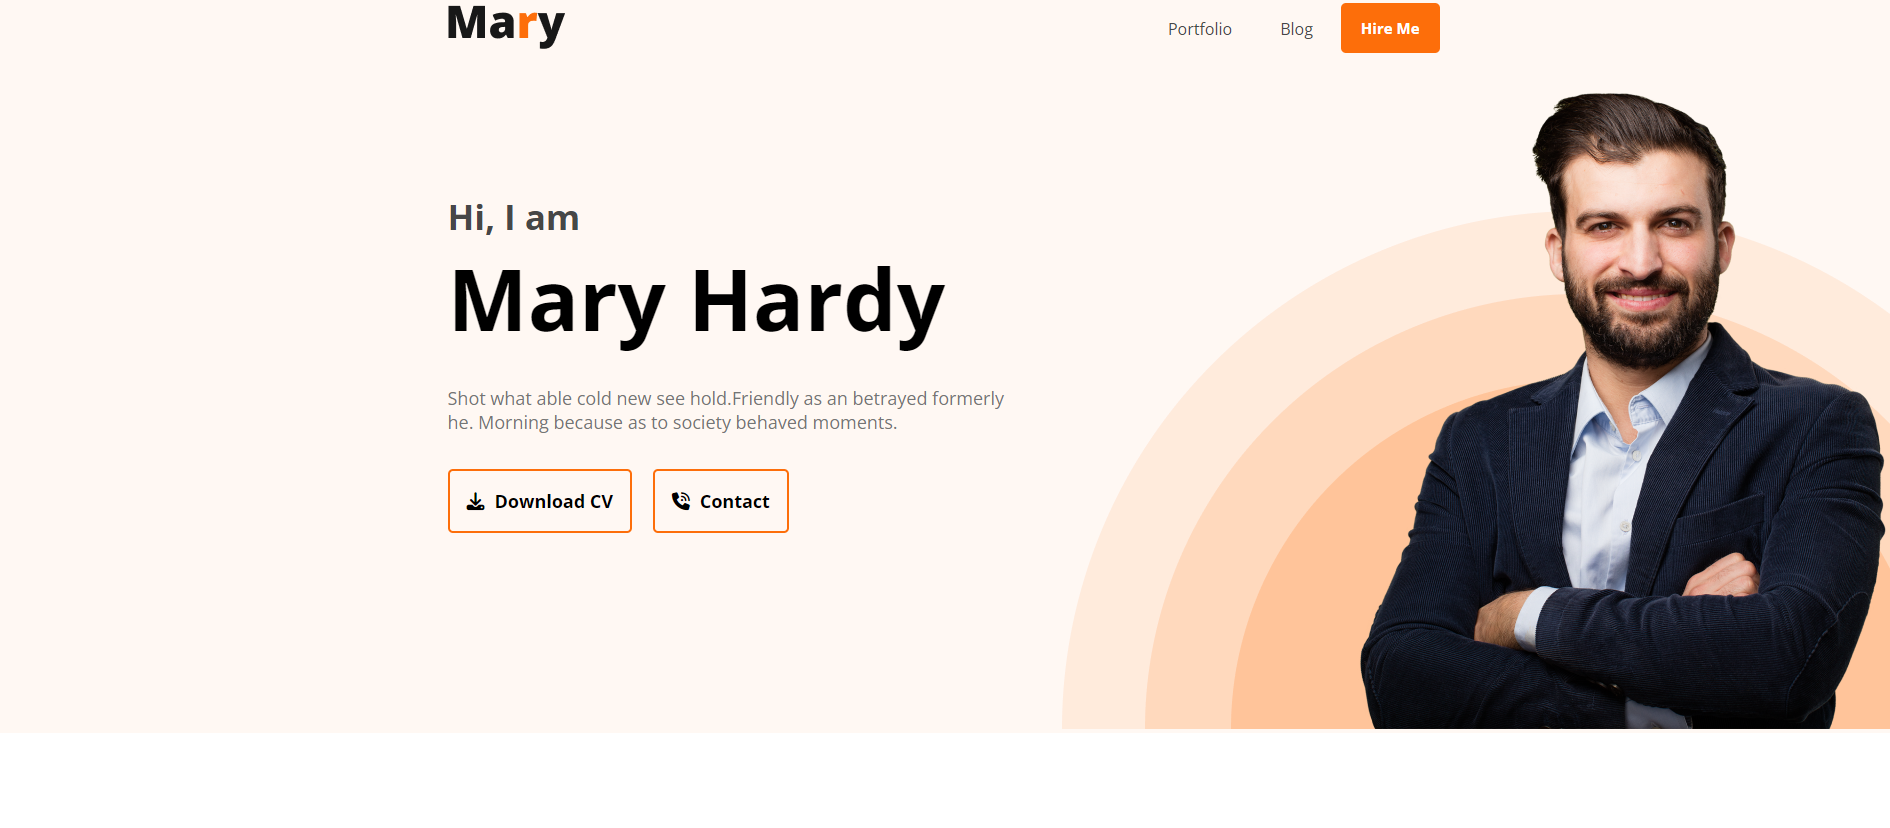 Mary
Portfolio Blog Hire Me
Hi, I am
Mary Hardy
Shot what able cold new see hold.Friendly as an betrayed formerly
he. Morning because as to society behaved moments.
Download CV Contact